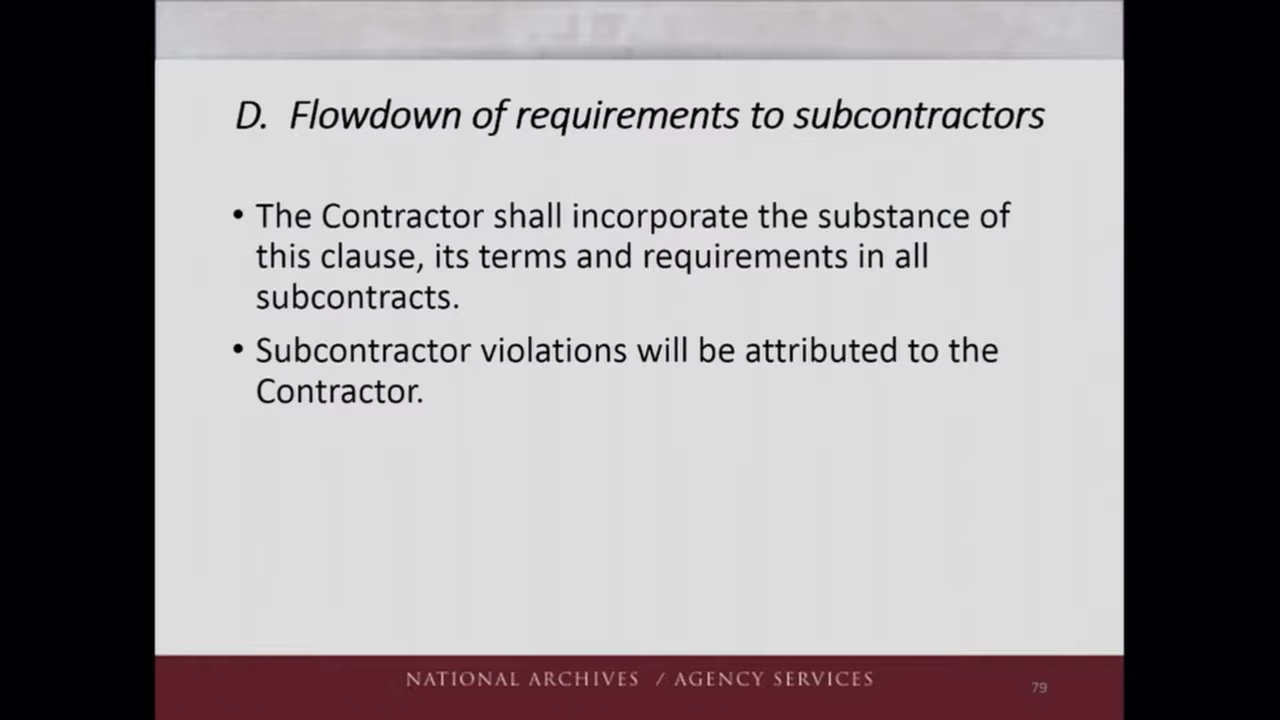 D. Flowdown of requirements to subcontractors
• The Contractor shall incorporate the substance of
this clause, its terms and requirements in all
subcontracts.
• Subcontractor violations will be attributed to the
Contractor.
NATIONAL ARCHIVES / AGENCY SERVICES
79